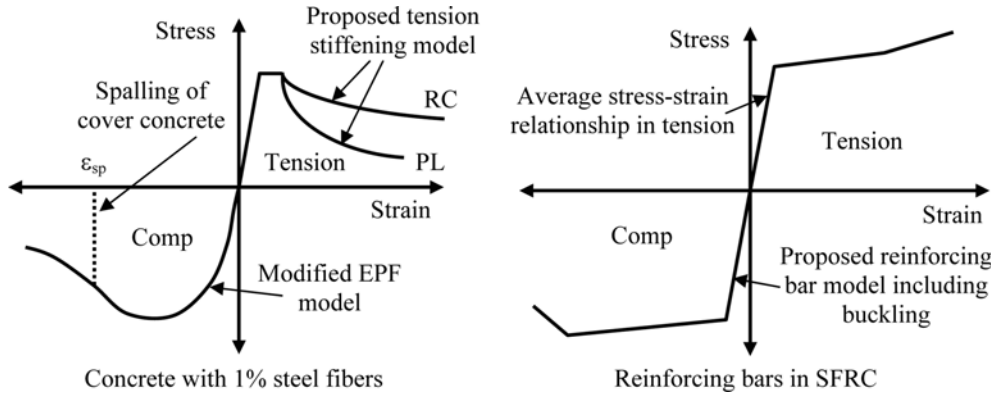 Stress
Proposed tension
stiffening model
Spalling of
cover concrete
RC
εsp
Tension
PL
Strain
Comp
Modified EPF
model
Concrete with 1% steel fibers
Stress
Average stress-strain
relationship in tension
Tension
Strain
Comp
Proposed reinforcing
bar model including
buckling
Reinforcing bars in SFRC